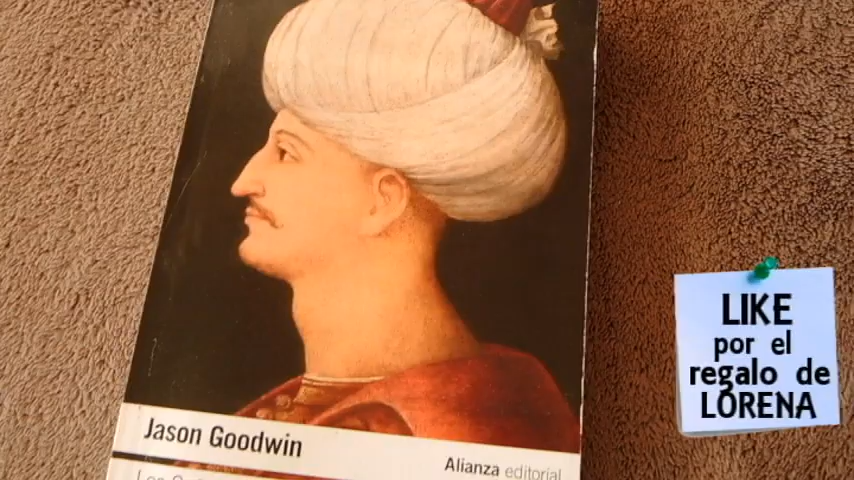 Jason Goodwin
Alianza editorial
LIKE
por el
regalo de
LORENA